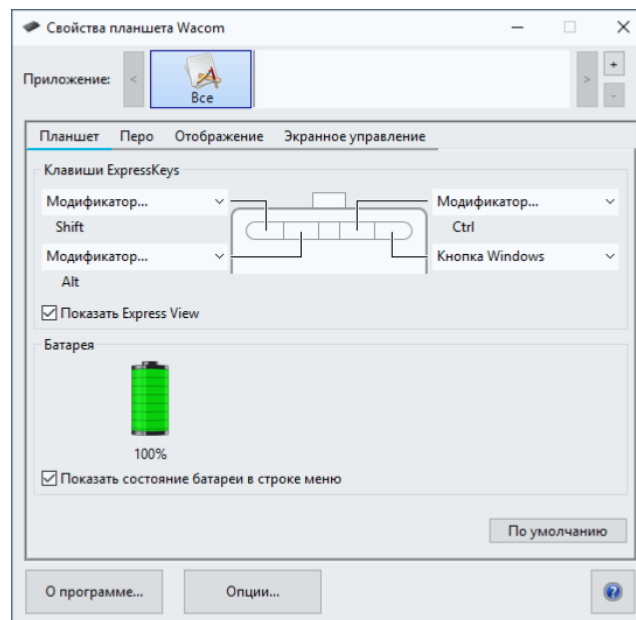 Свойства планшета Wacom
Приложение:
<
Все
>
+
-
Планшет Перо Отображение Экранное управление
Клавиши ExpressKeys
Модификатор... Модификатор...
Shift Ctrl
Модификатор... Кнопка Windows
Alt
Показать Express View
Батарея
100%
Показать состояние батареи в строке меню
По умолчанию
О программе... Опции... ?